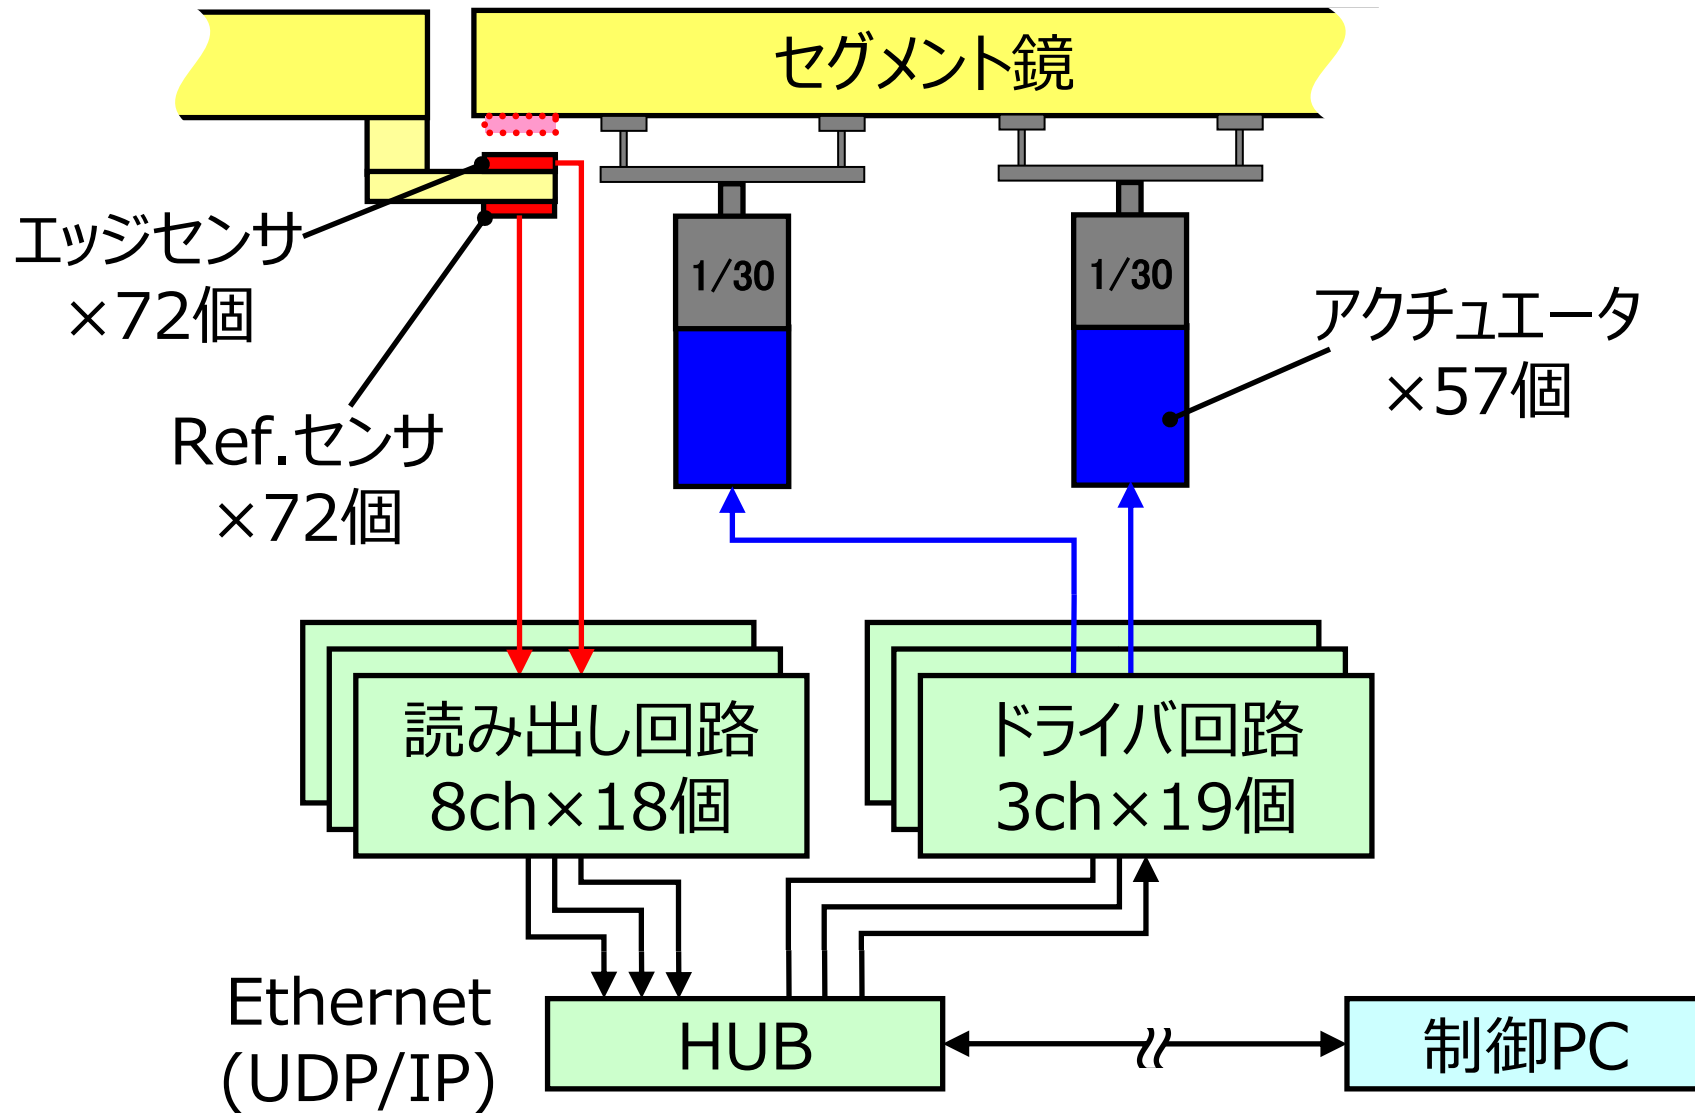 セグメント鏡
エッジセンサ
×72個
1/30
1/30
アクチュエータ
×57個
Ref.センサ
×72個
読み出し回路
8ch×18個
ドライバ回路
3ch×19個
Ethernet
(UDP/IP)
HUB
制御PC